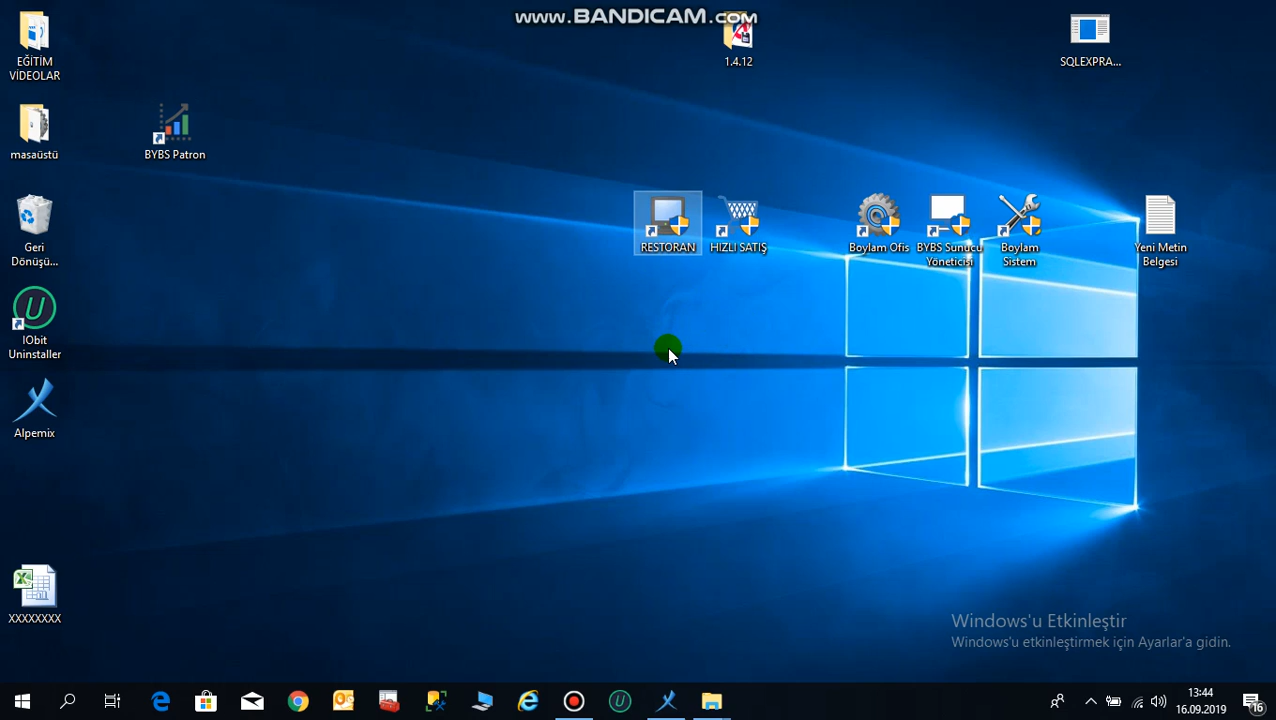 www.BANDICAM.com
EĞİTİM
VİDEOLAR
1.4.12
SQLEXPRA...
masaüstü
BYBS Patron
Geri
Dönüşü...
RESTORAN
HIZLI SATIŞ
Boylam Ofis
BYBS Sunucu
Yöneticisi
Boylam
Sistem
Yeni Metin
Belgesi
IObit
Uninstaller
Alpemix
XXXXXXXX
Windows'u Etkinleştir
Windows'u etkinleştirmek için Ayarlar'a gidin.
13:44
16.09.2019
16